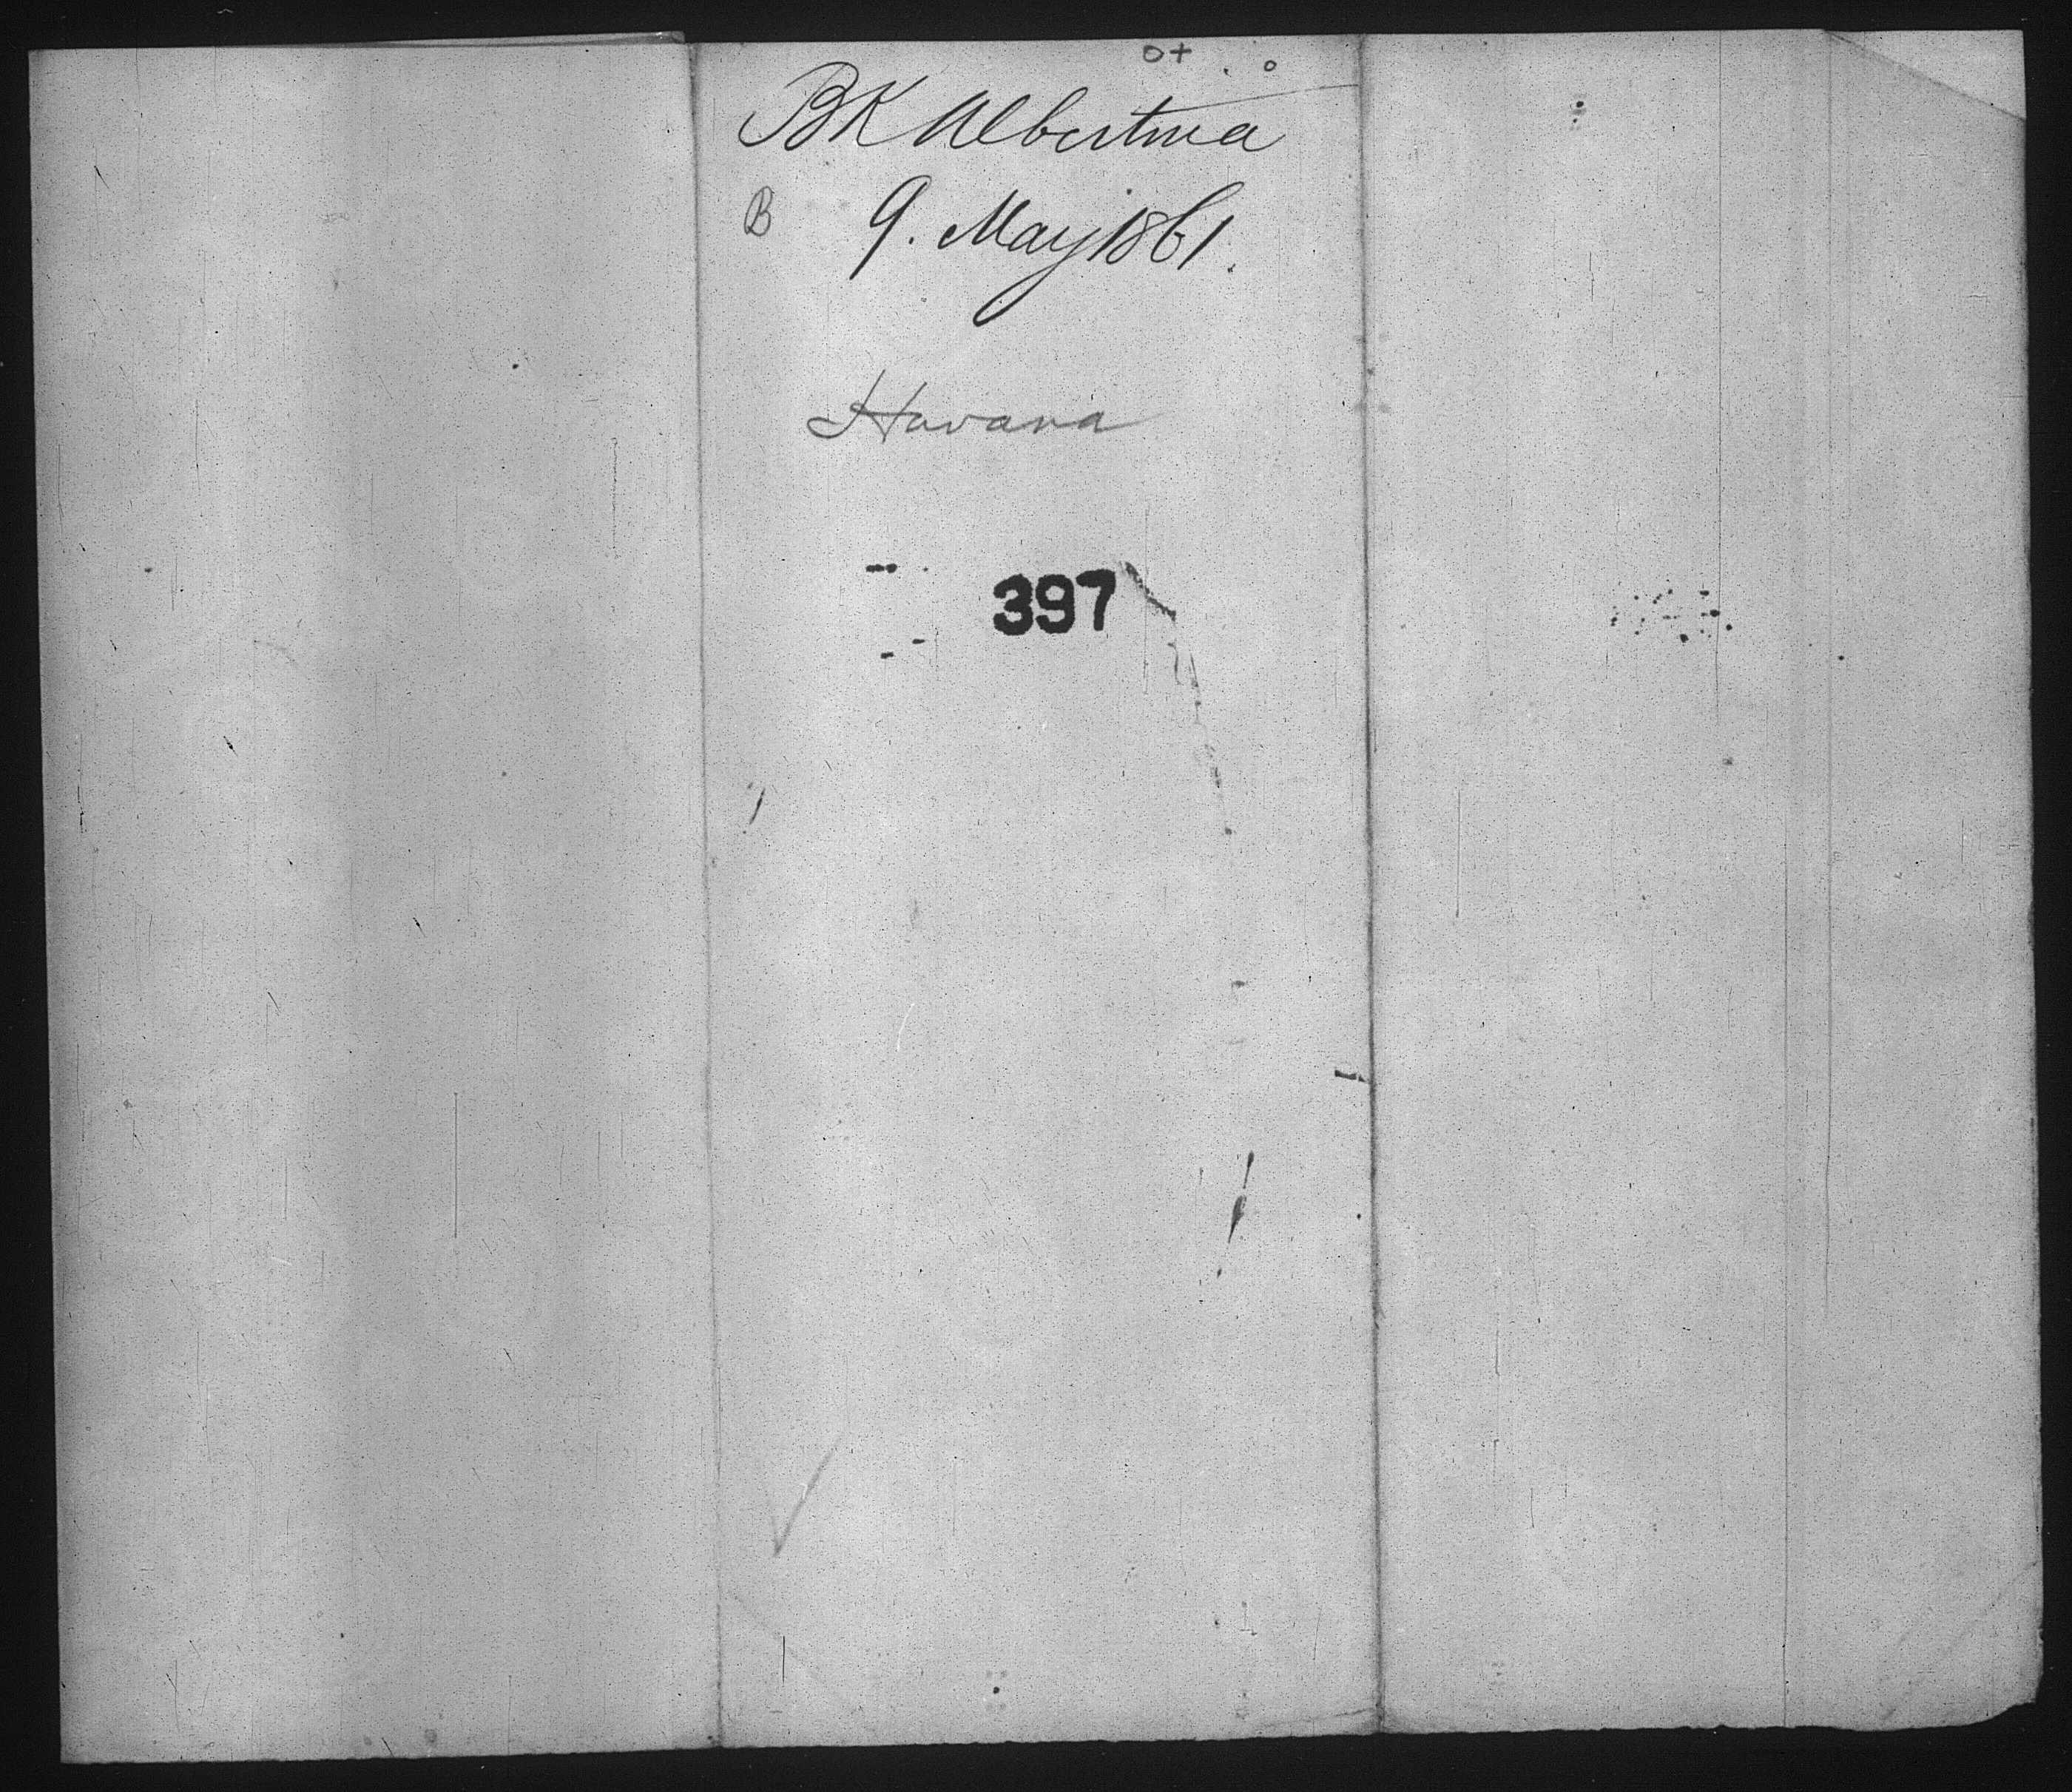 BK Albertina
B 9. May 1861.
Havana
397